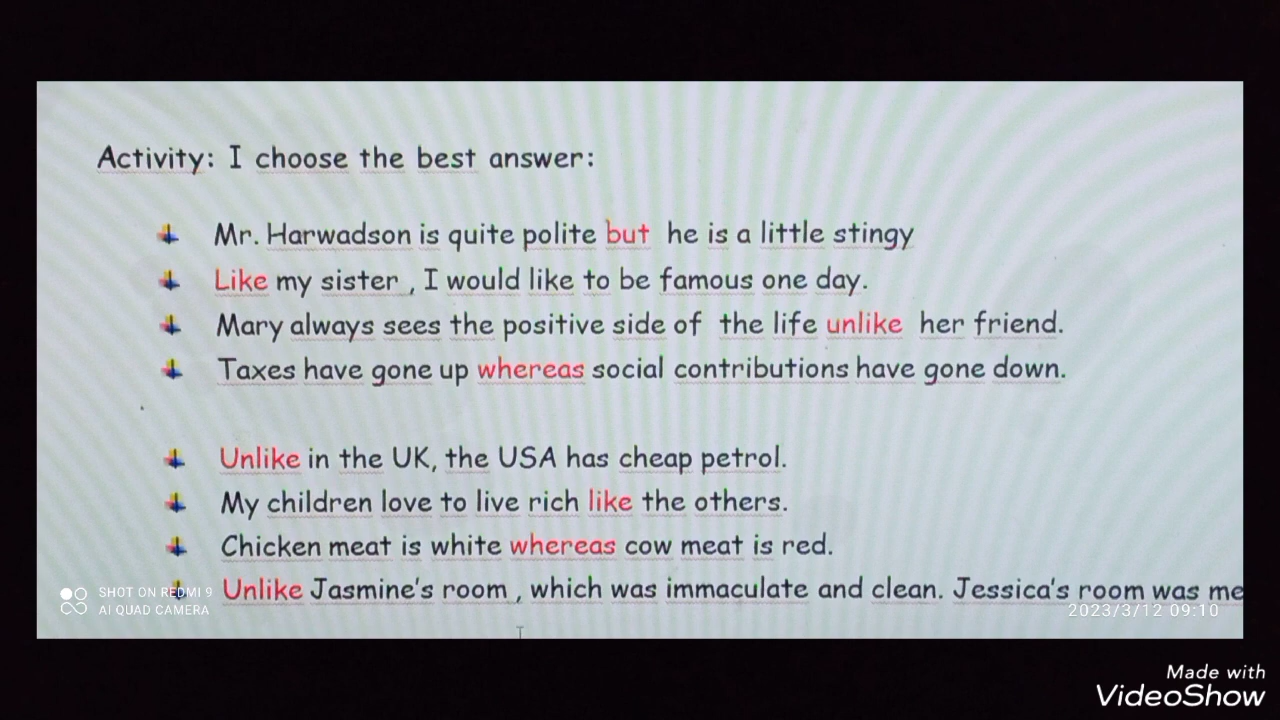 Activity: I choose the best answer:
Mr. Harwadson is quite polite but he is a little stingy
Like my sister , I would like to be famous one day.
Mary always sees the positive side of the life unlike her friend.
Taxes have gone up whereas social contributions have gone down.
Unlike in the UK, the USA has cheap petrol.
My children love to live rich like the others.
Chicken meat is white whereas cow meat is red.
Unlike Jasmine's room , which was immaculate and clean. Jessica's room was me
SHOT ON REDMI 9
AI QUAD CAMERA
2023/3/12 09:10
Made with
VideoShow